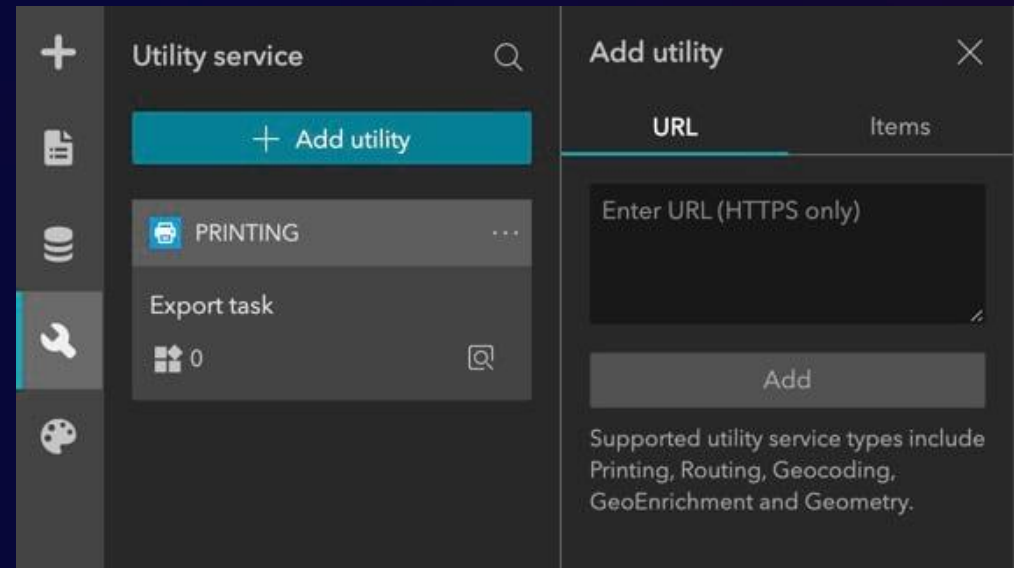 Utility service
+ Add utility
PRINTING
...
Export task
0
Add utility
URL
Items
Enter URL (HTTPS only)
Add
Supported utility service types include
Printing, Routing, Geocoding,
GeoEnrichment and Geometry.